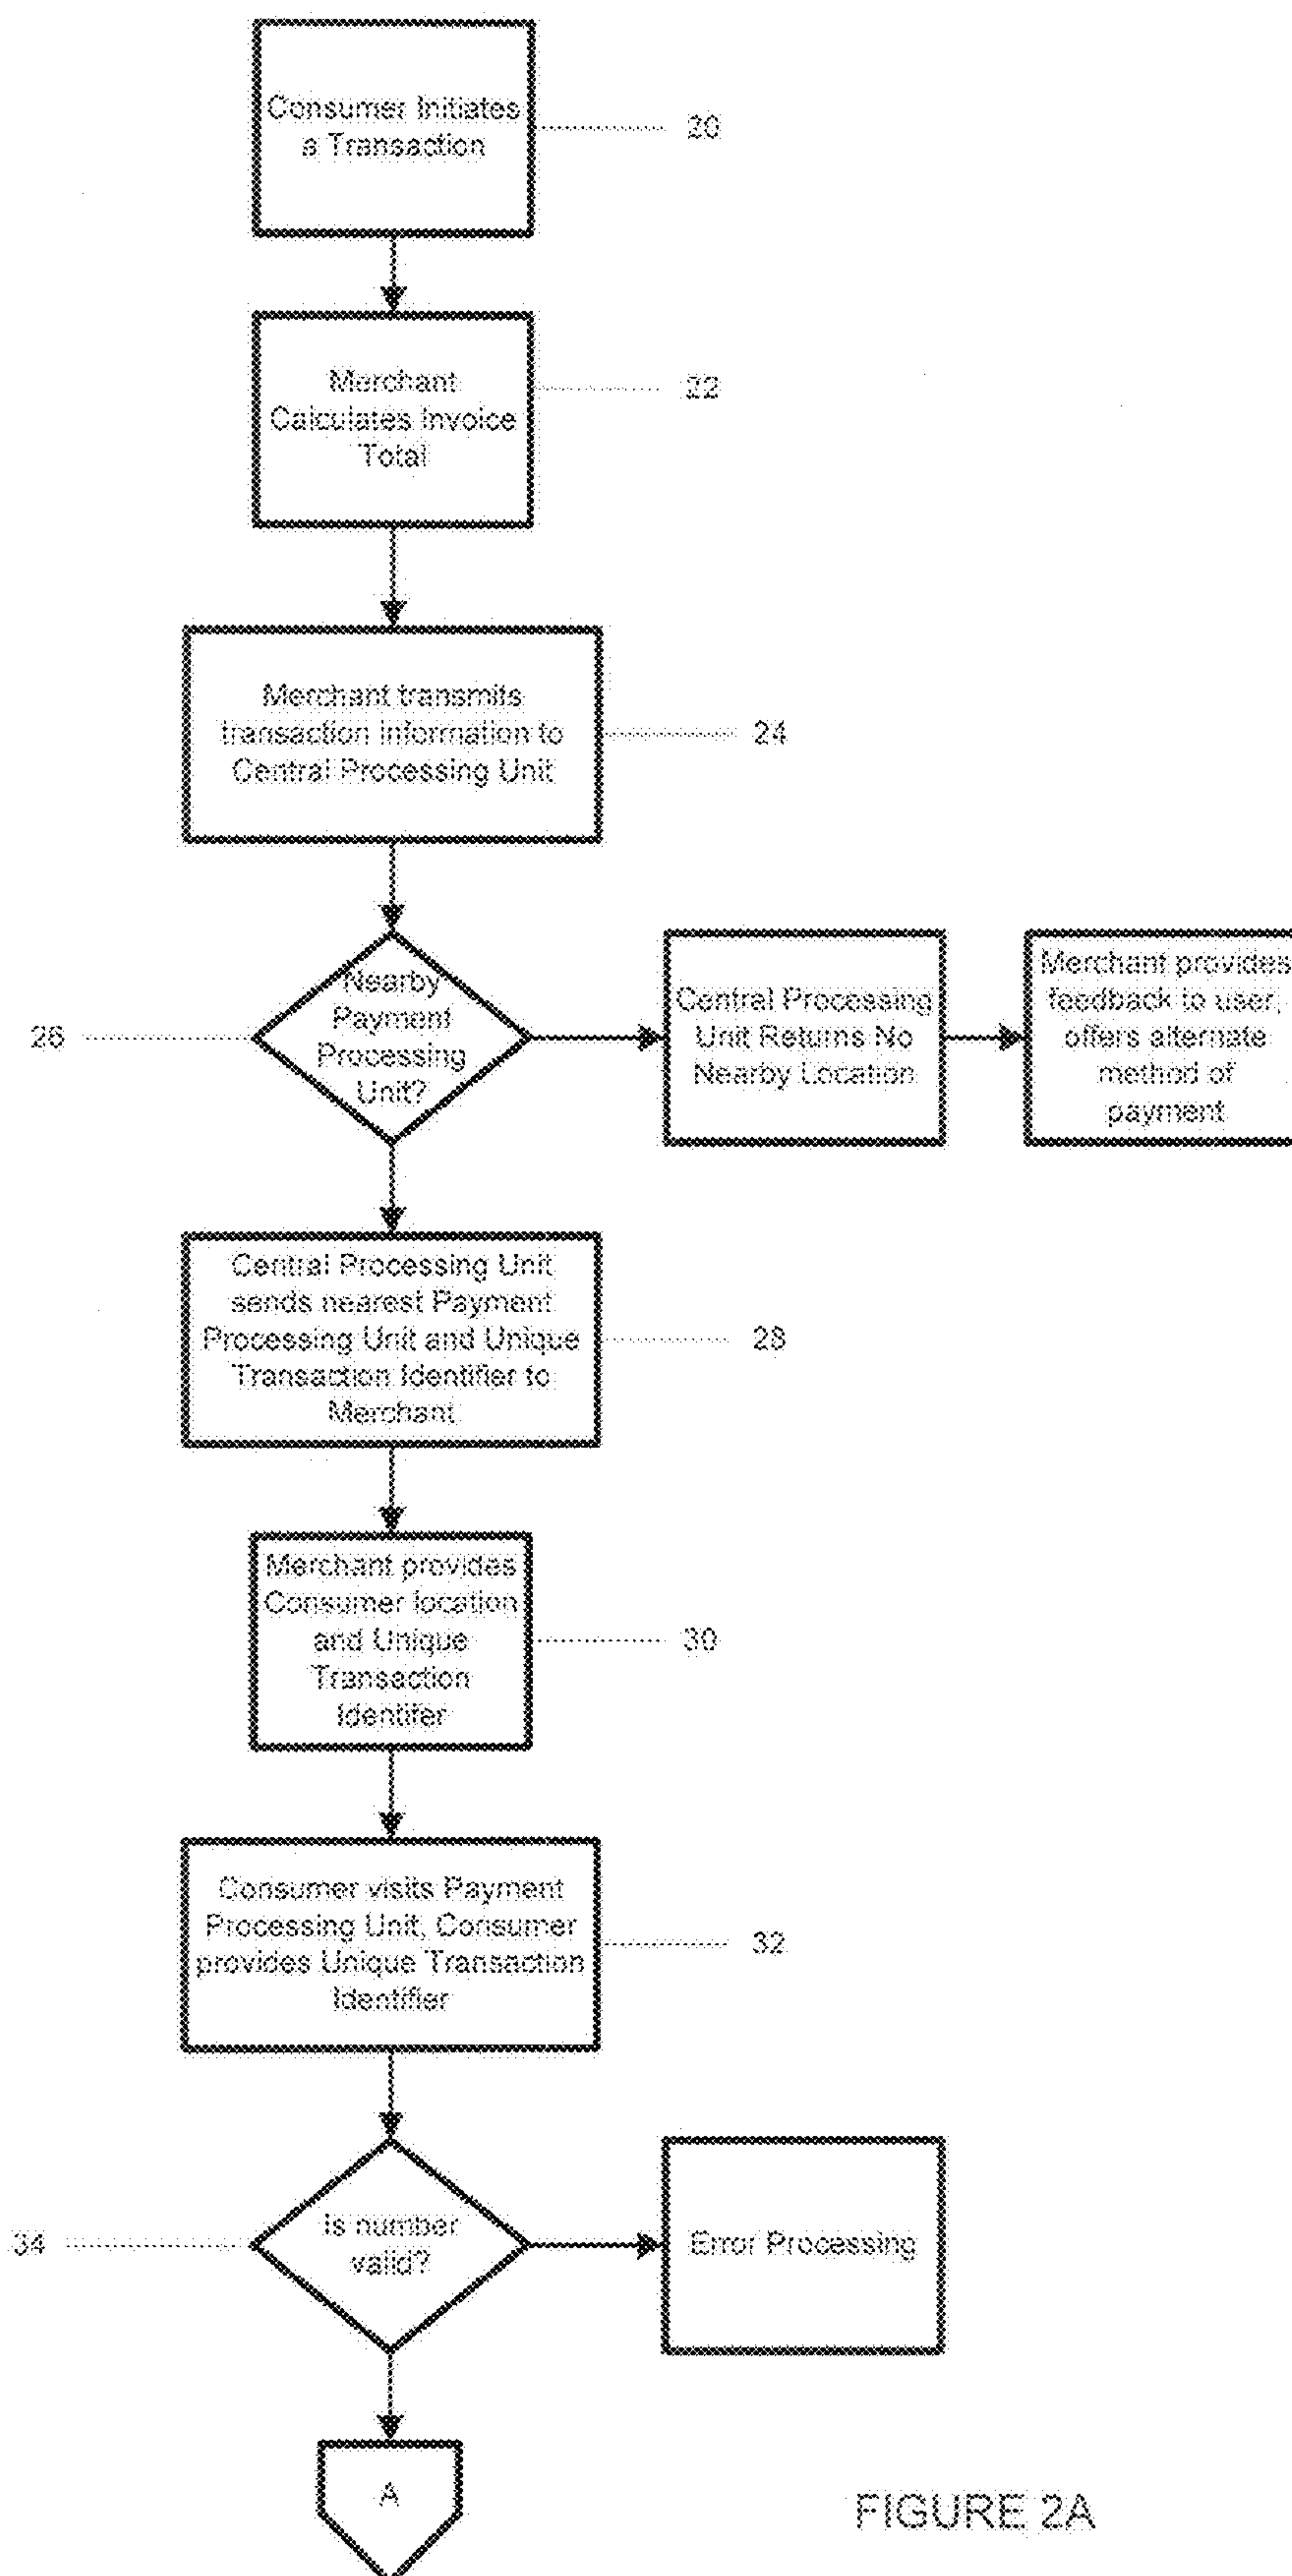 Consumer Initiates
a Transaction
20
Merchant
Calculates Invoice
Total
22
Merchant transmits
transaction information to
Central Processing Unit
24
Nearby
Payment
Processing
Unit?
26
Central Processing
Unit Returns No
Nearby Location
Merchant provides
feedback to user,
offers alternate
method of
payment
Central Processing Unit
sends nearest Payment
Processing Unit and Unique
Transaction Identifier to
Merchant
28
Merchant provides
Consumer location
and Unique
Transaction
Identifer
30
Consumer visits Payment
Processing Unit, Consumer
provides Unique Transaction
Identifier
32
Is number
valid?
34
Error Processing
A
FIGURE 2A